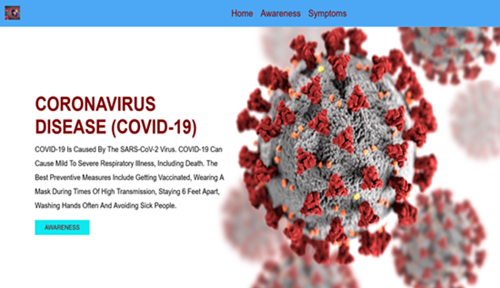 Home Awareness Symptoms
CORONAVIRUS
DISEASE (COVID-19)
COVID-19 Is Caused By The SARS-CoV-2 Virus. COVID-19 Can
Cause Mild To Severe Respiratory Illness, Including Death. The
Best Preventive Measures Include Getting Vaccinated, Wearing A
Mask During Times Of High Transmission, Staying 6 Feet Apart,
Washing Hands Often And Avoiding Sick People.
AWARENESS